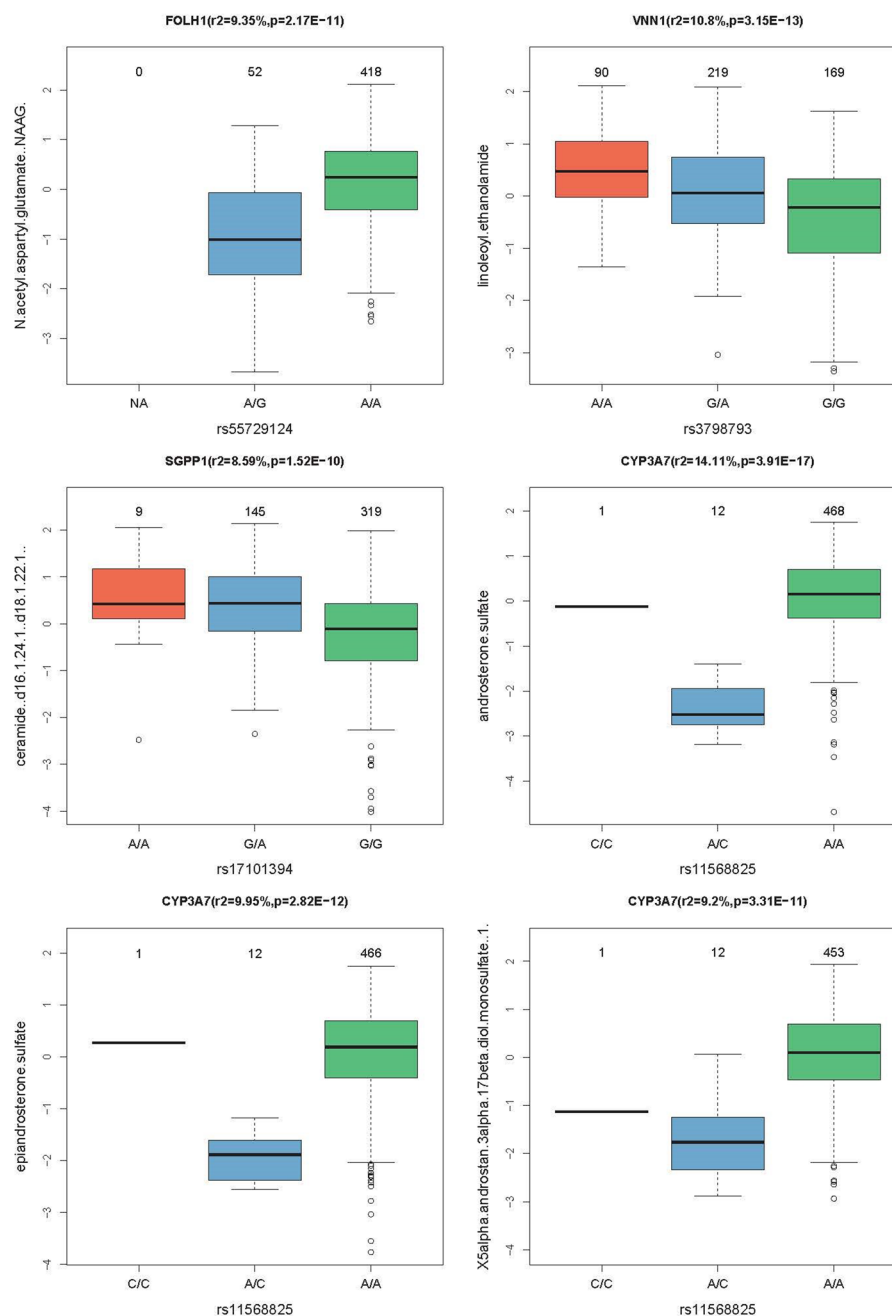 FOLH1(r2=9.35%,p=2.17E−11)
N.acetyl.aspartyl.glutamate..NAAG.
2
1
0
−1
−2
−3
0 52 418
NA A/G A/A
rs55729124
VNN1(r2=10.8%,p=3.15E−13)
linoleoyl.ethanolamide
2
1
0
−1
−2
−3
90 219 169
A/A G/A G/G
rs3798793
SGPP1(r2=8.59%,p=1.52E−10)
ceramide..d16.1.24.1..d18.1.22.1..
2
1
0
−1
−2
−3
−4
9 145 319
A/A G/A G/G
rs17101394
CYP3A7(r2=14.11%,p=3.91E−17)
androsterone.sulfate
2
1
0
−1
−2
−3
−4
1 12 468
C/C A/C A/A
rs11568825
CYP3A7(r2=9.95%,p=2.82E−12)
epiandrosterone.sulfate
2
1
0
−1
−2
−3
−4
1 12 466
C/C A/C A/A
rs11568825
CYP3A7(r2=9.2%,p=3.31E−11)
X5alpha.androstan.3alpha.17beta.diol.monosulfate..1.
2
1
0
−1
−2
−3
−4
1 12 453
C/C A/C A/A
rs11568825